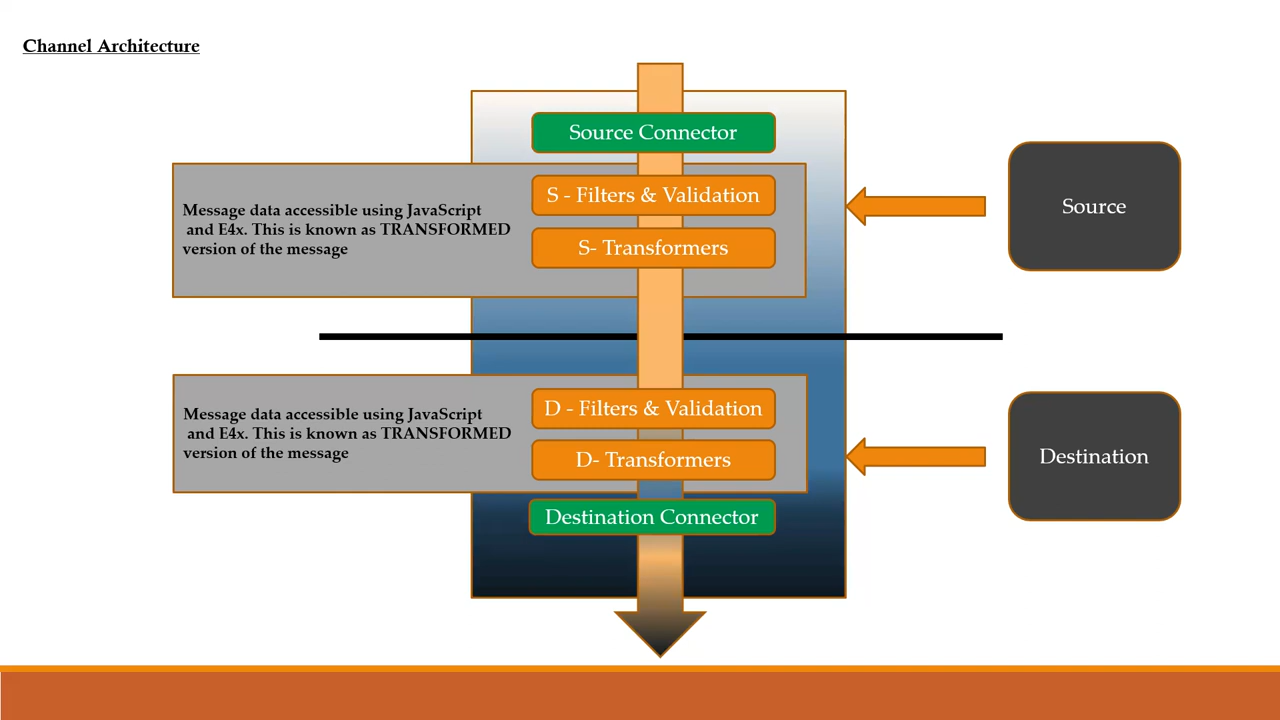 Channel Architecture
Source Connector
S - Filters & Validation
S- Transformers
Message data accessible using JavaScript
and E4x. This is known as TRANSFORMED
version of the message
Source
D - Filters & Validation
D- Transformers
Message data accessible using JavaScript
and E4x. This is known as TRANSFORMED
version of the message
Destination Connector
Destination